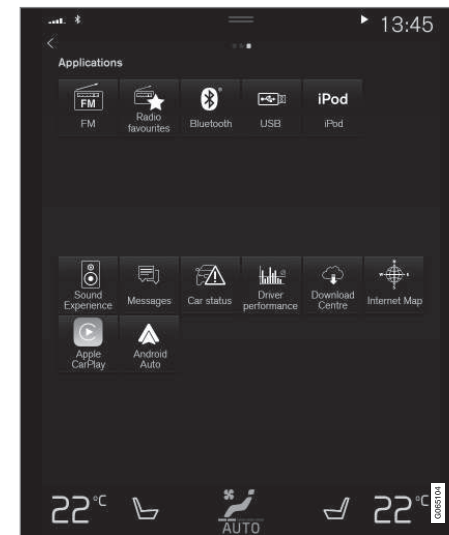 13:45
Applications
FM
iPod
FM
Radio
favourites
Bluetooth
USB
iPod
Sound
Experience
Messages
Car status
Driver
performance
Download
Centre
Internet Map
Apple
CarPlay
Android
Auto
22°C
AUTO
22°C
G065104